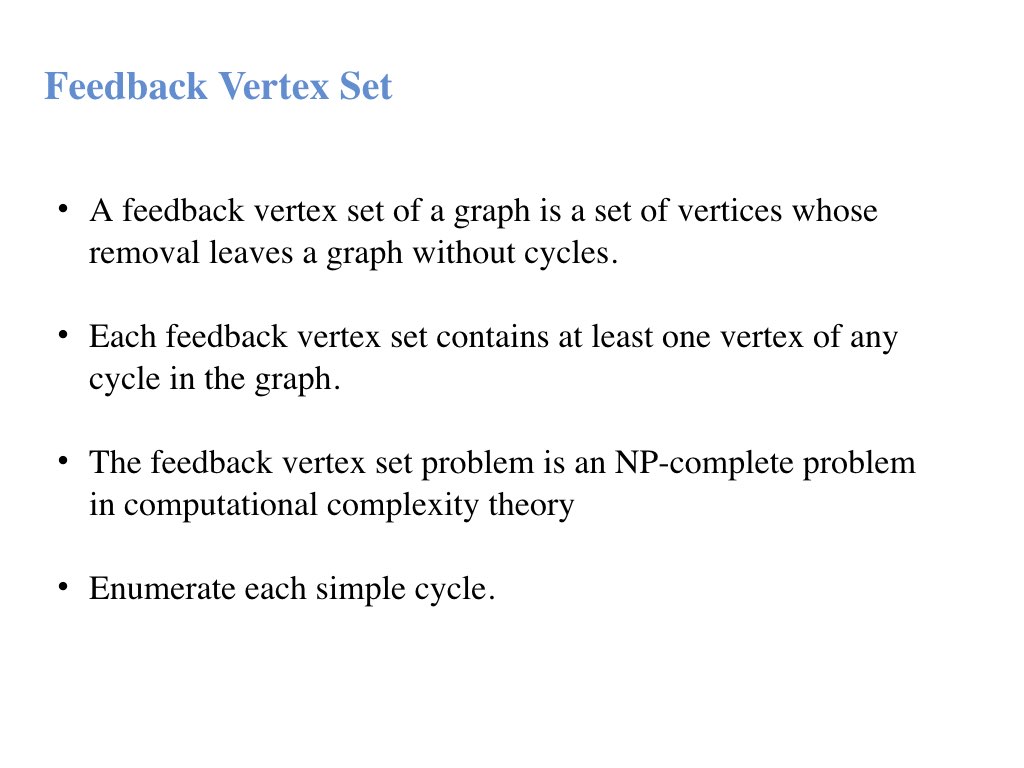 Feedback Vertex Set
• A feedback vertex set of a graph is a set of vertices whose
removal leaves a graph without cycles.
• Each feedback vertex set contains at least one vertex of any
cycle in the graph.
• The feedback vertex set problem is an NP-complete problem
in computational complexity theory
• Enumerate each simple cycle.